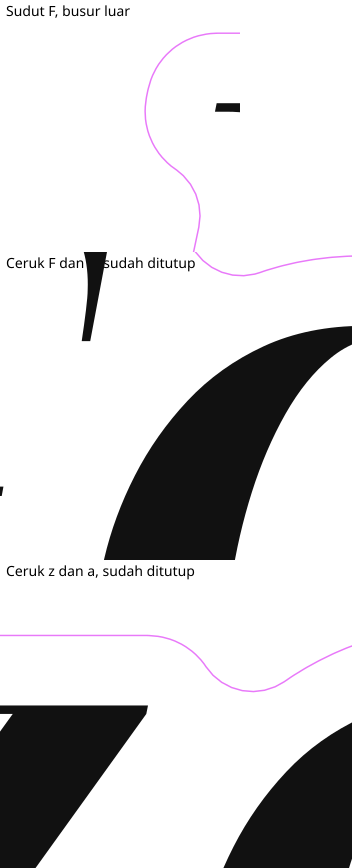 Sudut F, busur luar
Ceruk F dan sudah ditutup
Ceruk z dan a, sudah ditutup